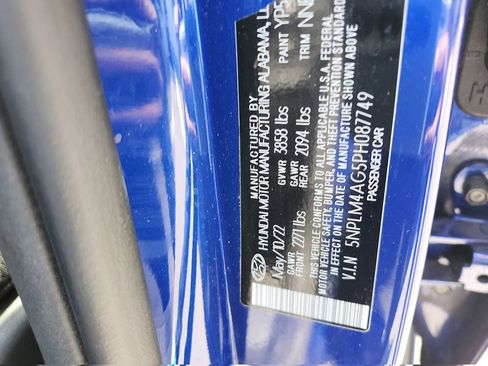 MANUFACTURED BY
HYUNDAI MOTOR MANUFACTURING ALABAMA, LL
May/10/22 GVWR 3858 lbs PAINT YP5
GAWR FRONT 2271 lbs GAWR REAR 2094 lbs TRIM NNB
THIS VEHICLE CONFORMS TO ALL APPLICABLE U.S.A. FEDERAL
MOTOR VEHICLE SAFETY, BUMPER, AND THEFT PREVENTION STANDARDS
IN EFFECT ON THE DATE OF MANUFACTURE SHOWN ABOVE
V.I.N 5NPLM4AG5PH087749
PASSENGER CAR